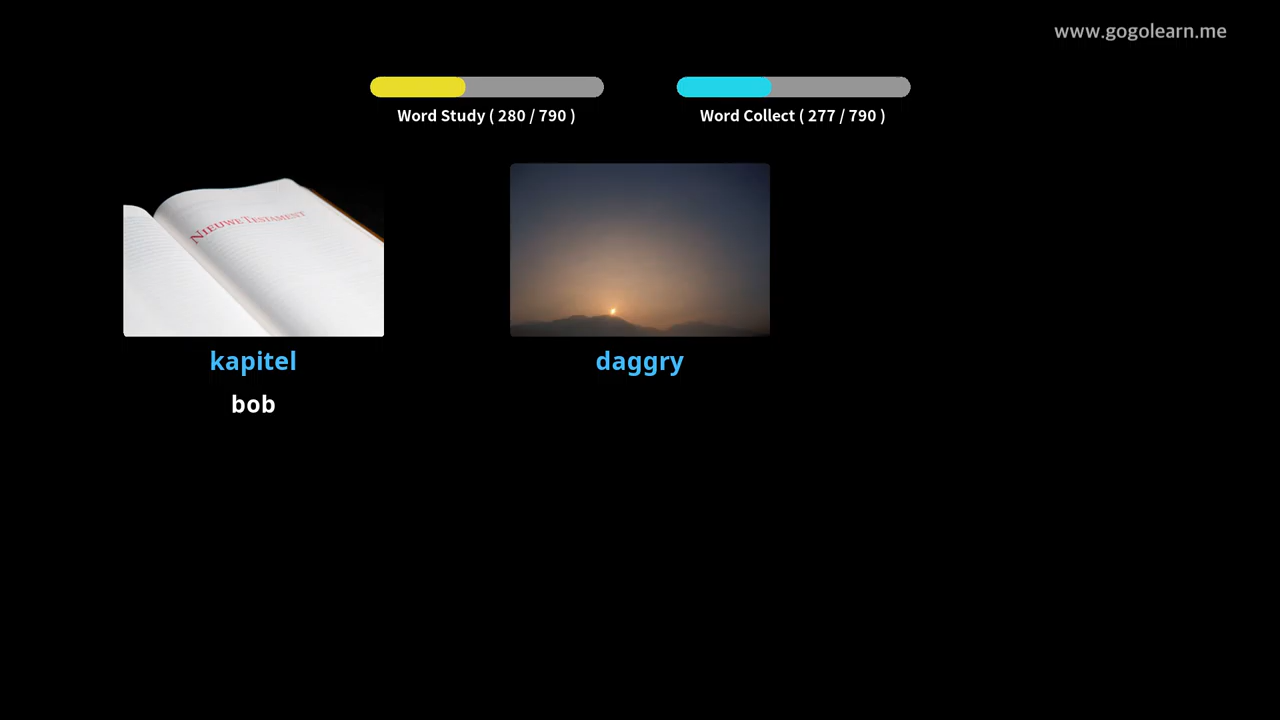 www.gogolearn.me
Word Study ( 280 / 790 )
Word Collect ( 277 / 790 )
NIEUWE TESTAMENT
kapitel
daggry
bob